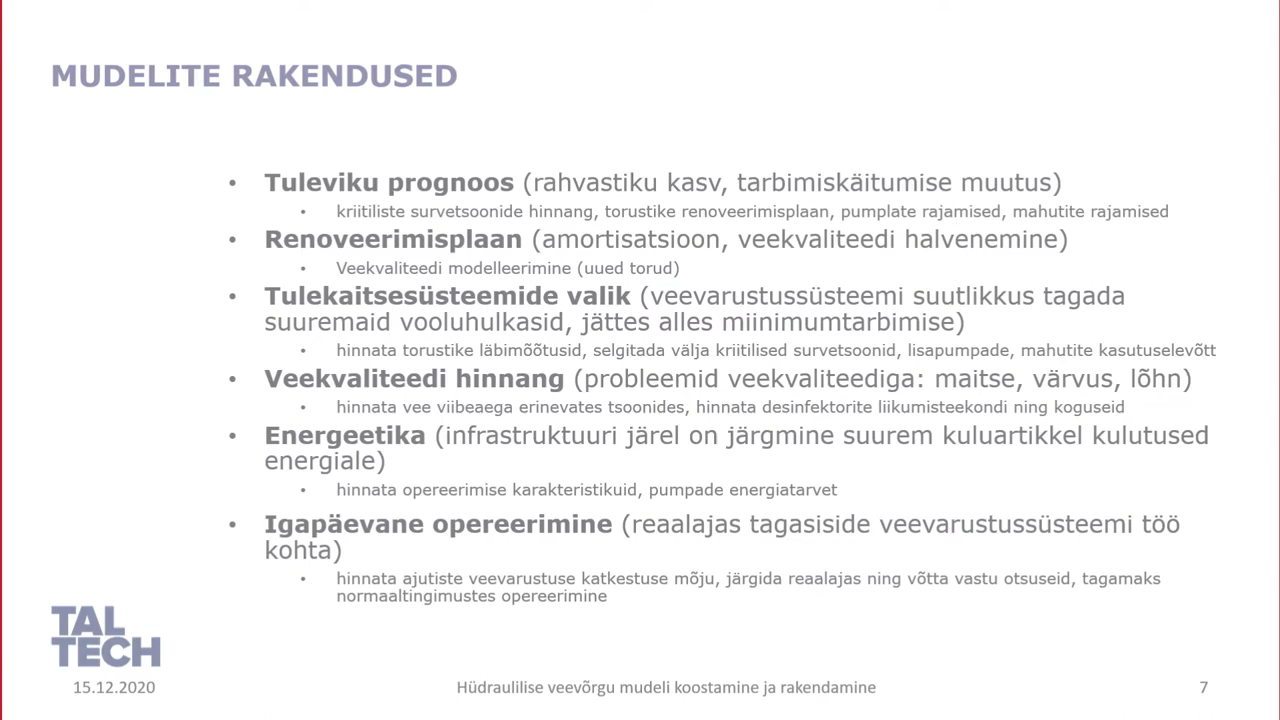 MUDELITE RAKENDUSED
• Tuleviku prognoos (rahvastiku kasv, tarbimiskäitumise muutus)
• kriitiliste survetsoonide hinnang, torustike renoveerimisplaan, pumplate rajamised, mahutite rajamised
• Renoveerimisplaan (amortisatsioon, veekvaliteedi halvenemine)
• Veekvaliteedi modelleerimine (uued torud)
• Tulekaitsesüsteemide valik (veevarustussüsteemi suutlikkus tagada
suuremaid vooluhulkasid, jättes alles miinimumtarbimise)
• hinnata torustike läbimõõtusid, selgitada välja kriitilised survetsoonid, lisapumpade, mahutite kasutuselevõtt
• Veekvaliteedi hinnang (probleemid veekvaliteediga: maitse, värvus, lõhn)
• hinnata vee viibeaega erinevates tsoonides, hinnata desinfektorite liikumisteekondi ning koguseid
• Energeetika (infrastruktuuri järel on järgmine suurem kuluartikkel kulutused
energiale)
• hinnata opereerimise karakteristikuid, pumpade energiatarvet
• Igapäevane opereerimine (reaalajas tagasiside veevarustussüsteemi töö
kohta)
• hinnata ajutiste veevarustuse katkestuse mõju, järgida reaalajas ning võtta vastu otsuseid, tagamaks
normaaltingimustes opereerimine
TAL
TECH
15.12.2020
Hüdraulilise veevõrgu mudeli koostamine ja rakendamine
7